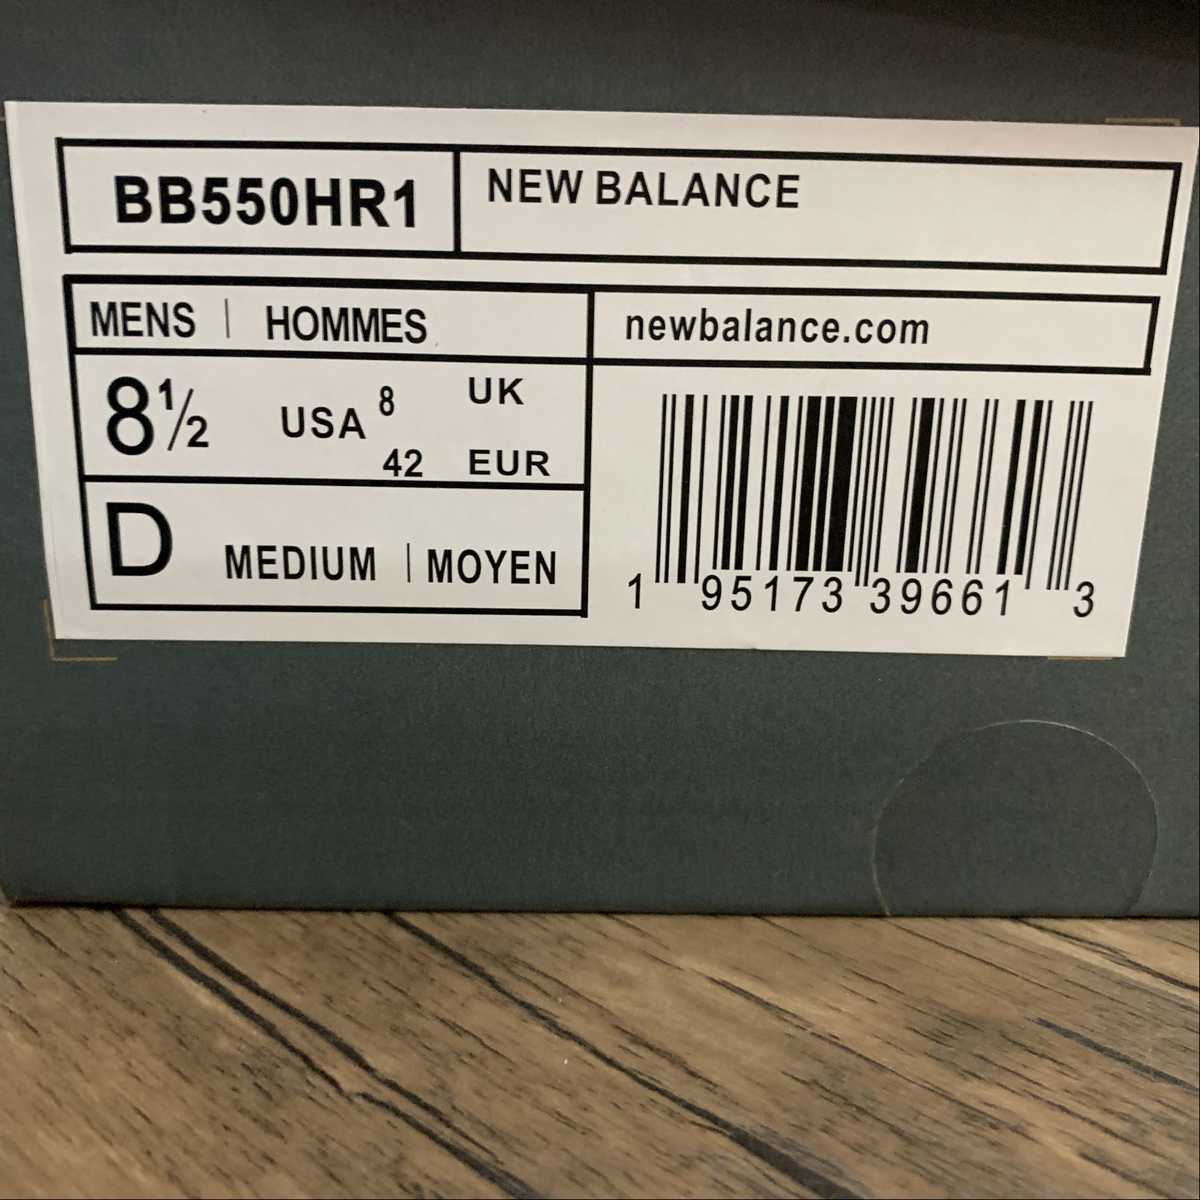 BB550HR1
NEW BALANCE
MENS | HOMMES
newbalance.com
8½ USA 8 UK
42 EUR
D MEDIUM | MOYEN
1 95173 39661 3